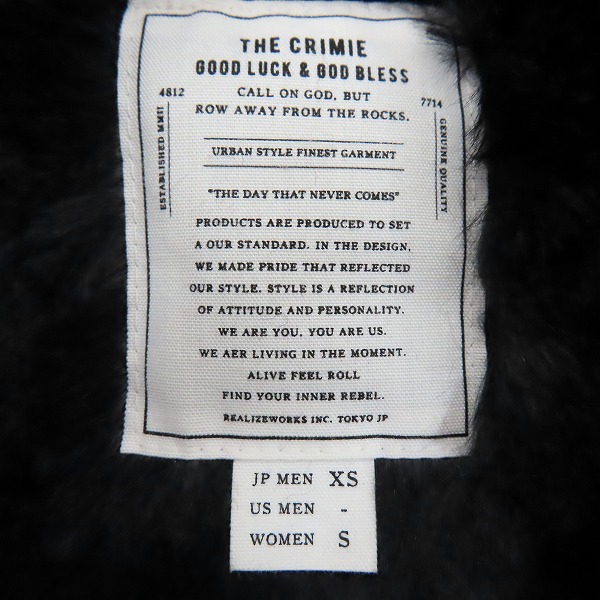 THE CRIMIE
GOOD LUCK & GOD BLESS
4812
CALL ON GOD, BUT
7714
ROW AWAY FROM THE ROCKS.
ESTABLISHED MMII
GENUINE QUALITY
URBAN STYLE FINEST GARMENT
"THE DAY THAT NEVER COMES"
PRODUCTS ARE PRODUCED TO SET
A OUR STANDARD. IN THE DESIGN,
WE MADE PRIDE THAT REFLECTED
OUR STYLE. STYLE IS A REFLECTION
OF ATTITUDE AND PERSONALITY.
WE ARE YOU, YOU ARE US.
WE AER LIVING IN THE MOMENT.
ALIVE FEEL ROLL
FIND YOUR INNER REBEL.
REALIZEWORKS INC. TOKYO JP
JP MEN XS
US MEN -
WOMEN S